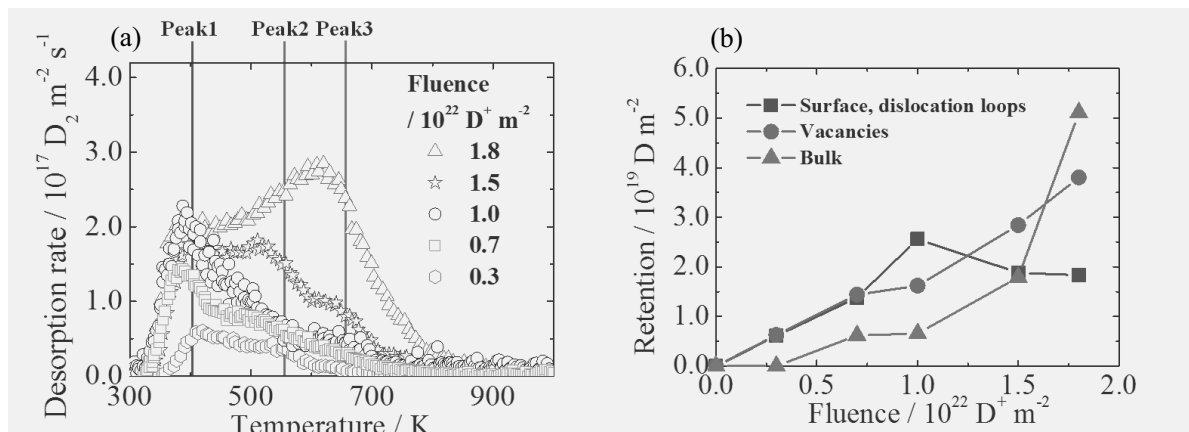 (a)
Peak1 Peak2 Peak3
Desorption rate / 10¹⁷ D₂ m⁻² s⁻¹
4.0
3.0
2.0
1.0
0.0
300 500 700 900
Temperature / K
Fluence
/ 10²² D⁺ m⁻²
1.8
1.5
1.0
0.7
0.3
(b)
Retention / 10¹⁹ D m⁻²
6.0
5.0
4.0
3.0
2.0
1.0
0.0
Surface, dislocation loops
Vacancies
Bulk
0.0 0.5 1.0 1.5 2.0
Fluence / 10²² D⁺ m⁻²